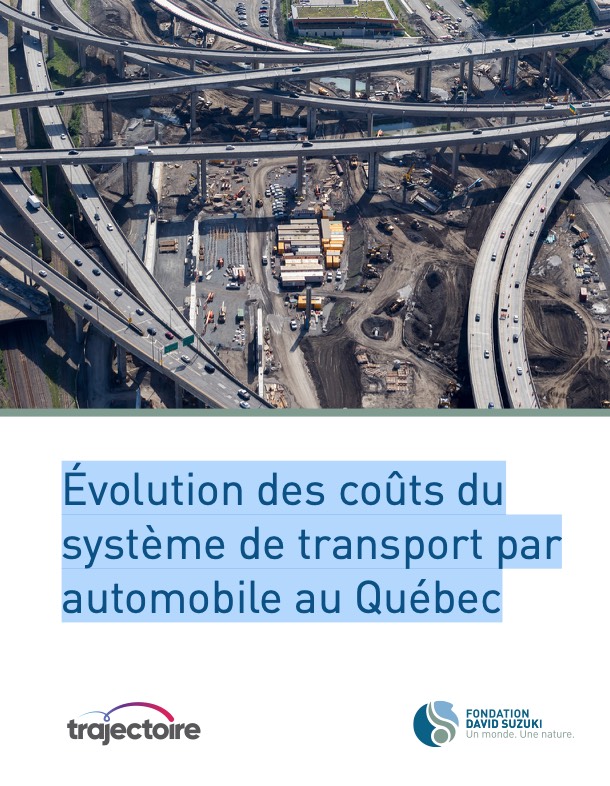 Évolution des coûts du
système de transport par
automobile au Québec
trajectoire
FONDATION
DAVID SUZUKI
Un monde. Une nature.